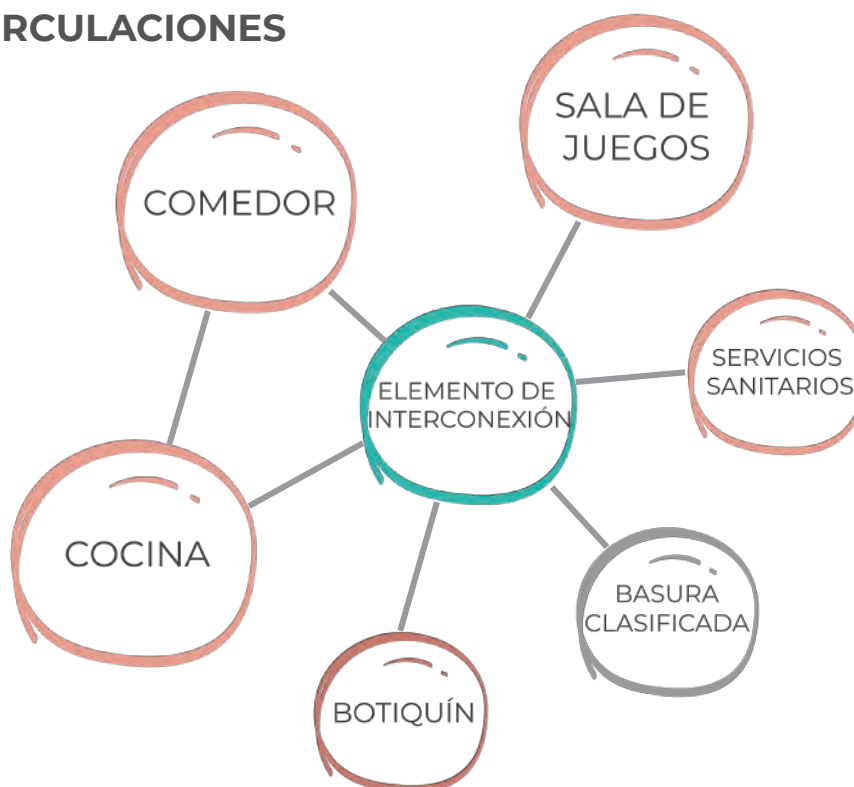 RCULACIONES
SALA DE
JUEGOS
COMEDOR
SERVICIOS
SANITARIOS
ELEMENTO DE
INTERCONEXIÓN
COCINA
BASURA
CLASIFICADA
BOTIQUÍN